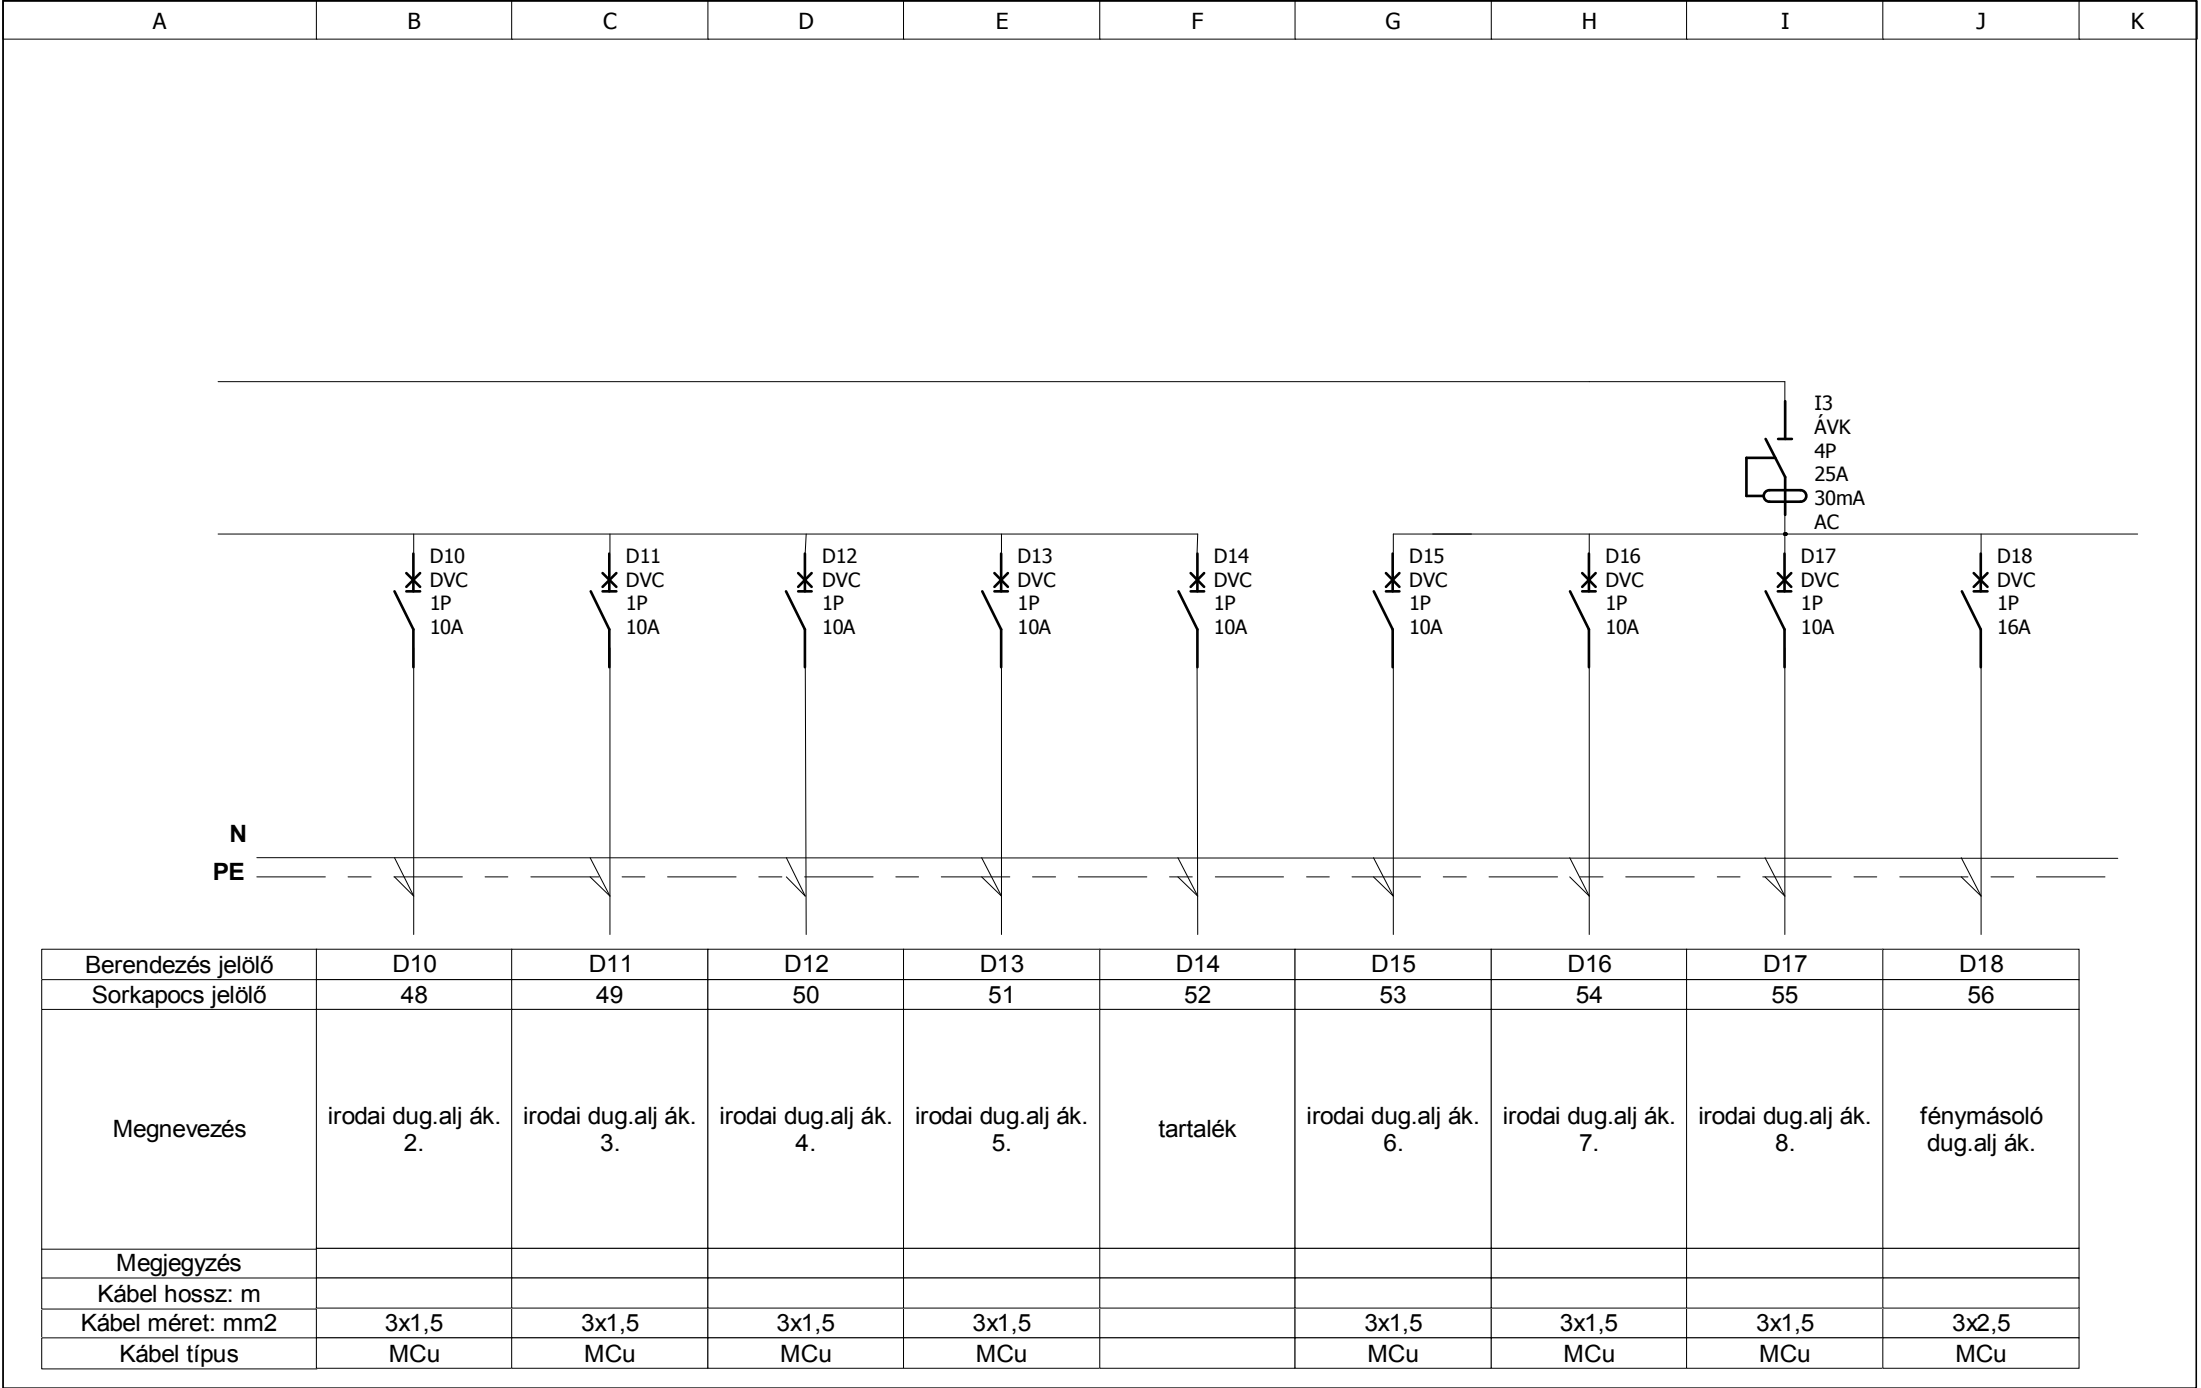 A B C D E F G H I J K
I3
ÁVK
4P
25A
30mA
AC
D10 D11 D12 D13 D14 D15 D16 D17 D18
DVC DVC DVC DVC DVC DVC DVC DVC DVC
1P 1P 1P 1P 1P 1P 1P 1P 1P
10A 10A 10A 10A 10A 10A 10A 10A 16A
N
PE
Berendezés jelölő D10 D11 D12 D13 D14 D15 D16 D17 D18
Sorkapocs jelölő 48 49 50 51 52 53 54 55 56
Megnevezés
irodai dug.alj ák.
2.
irodai dug.alj ák.
3.
irodai dug.alj ák.
4.
irodai dug.alj ák.
5.
tartalék
irodai dug.alj ák.
6.
irodai dug.alj ák.
7.
irodai dug.alj ák.
8.
fénymásoló
dug.alj ák.
Megjegyzés
Kábel hossz: m
Kábel méret: mm2 3x1,5 3x1,5 3x1,5 3x1,5 3x1,5 3x1,5 3x1,5 3x2,5
Kábel típus MCu MCu MCu MCu MCu MCu MCu MCu